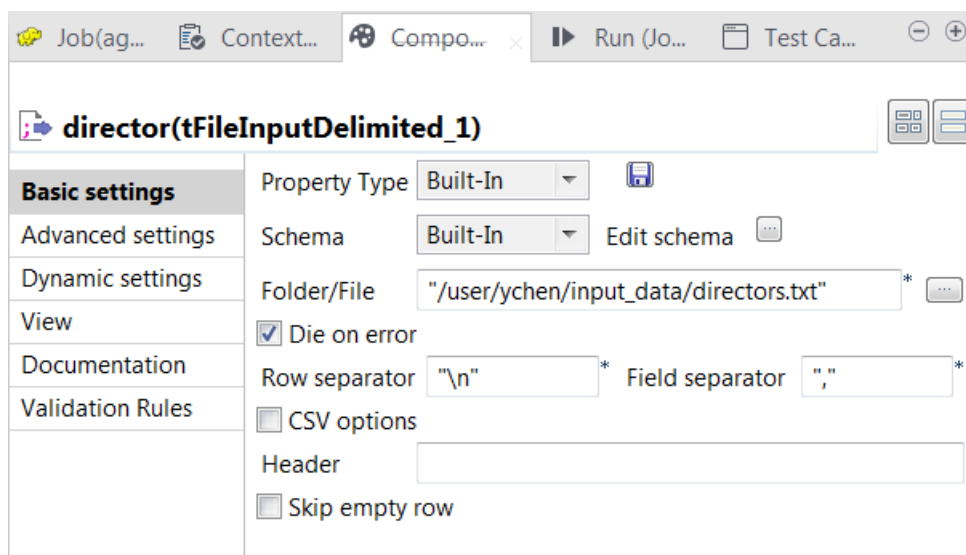 Job(ag... Context... Compo... Run (Jo... Test Ca...
director(tFileInputDelimited_1)
Basic settings
Advanced settings
Dynamic settings
View
Documentation
Validation Rules
Property Type Built-In
Schema Built-In Edit schema ...
Folder/File "/user/ychen/input_data/directors.txt" * ...
Die on error
Row separator "\n" * Field separator "," *
CSV options
Header
Skip empty row